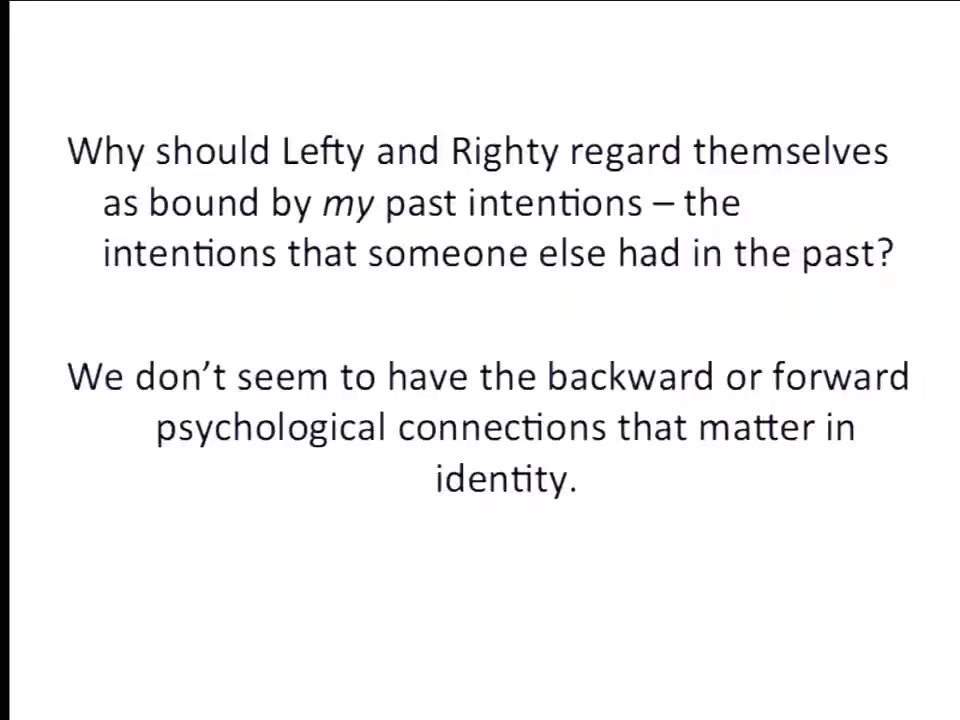 Why should Lefty and Righty regard themselves
as bound by my past intentions – the
intentions that someone else had in the past?
We don’t seem to have the backward or forward
psychological connections that matter in
identity.